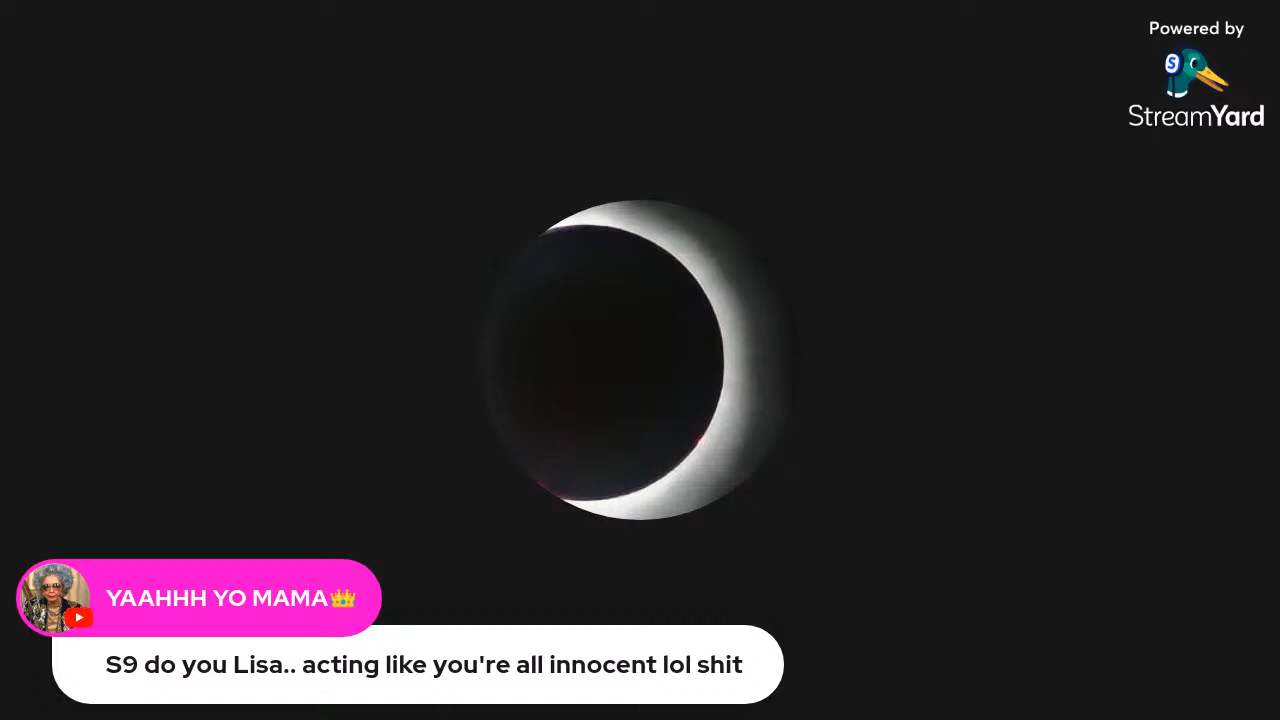 Powered by
S
StreamYard
YAAHHH YO MAMA👑
S9 do you Lisa.. acting like you're all innocent lol shit